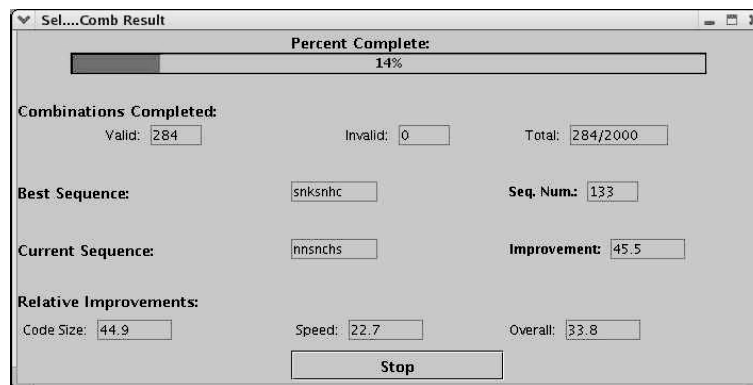 Sel....Comb Result
Percent Complete:
14%
Combinations Completed:
Valid: 284 Invalid: 0 Total: 284/2000
Best Sequence: snksnhc Seq. Num.: 133
Current Sequence: nnsnchs Improvement: 45.5
Relative Improvements:
Code Size: 44.9 Speed: 22.7 Overall: 33.8
Stop